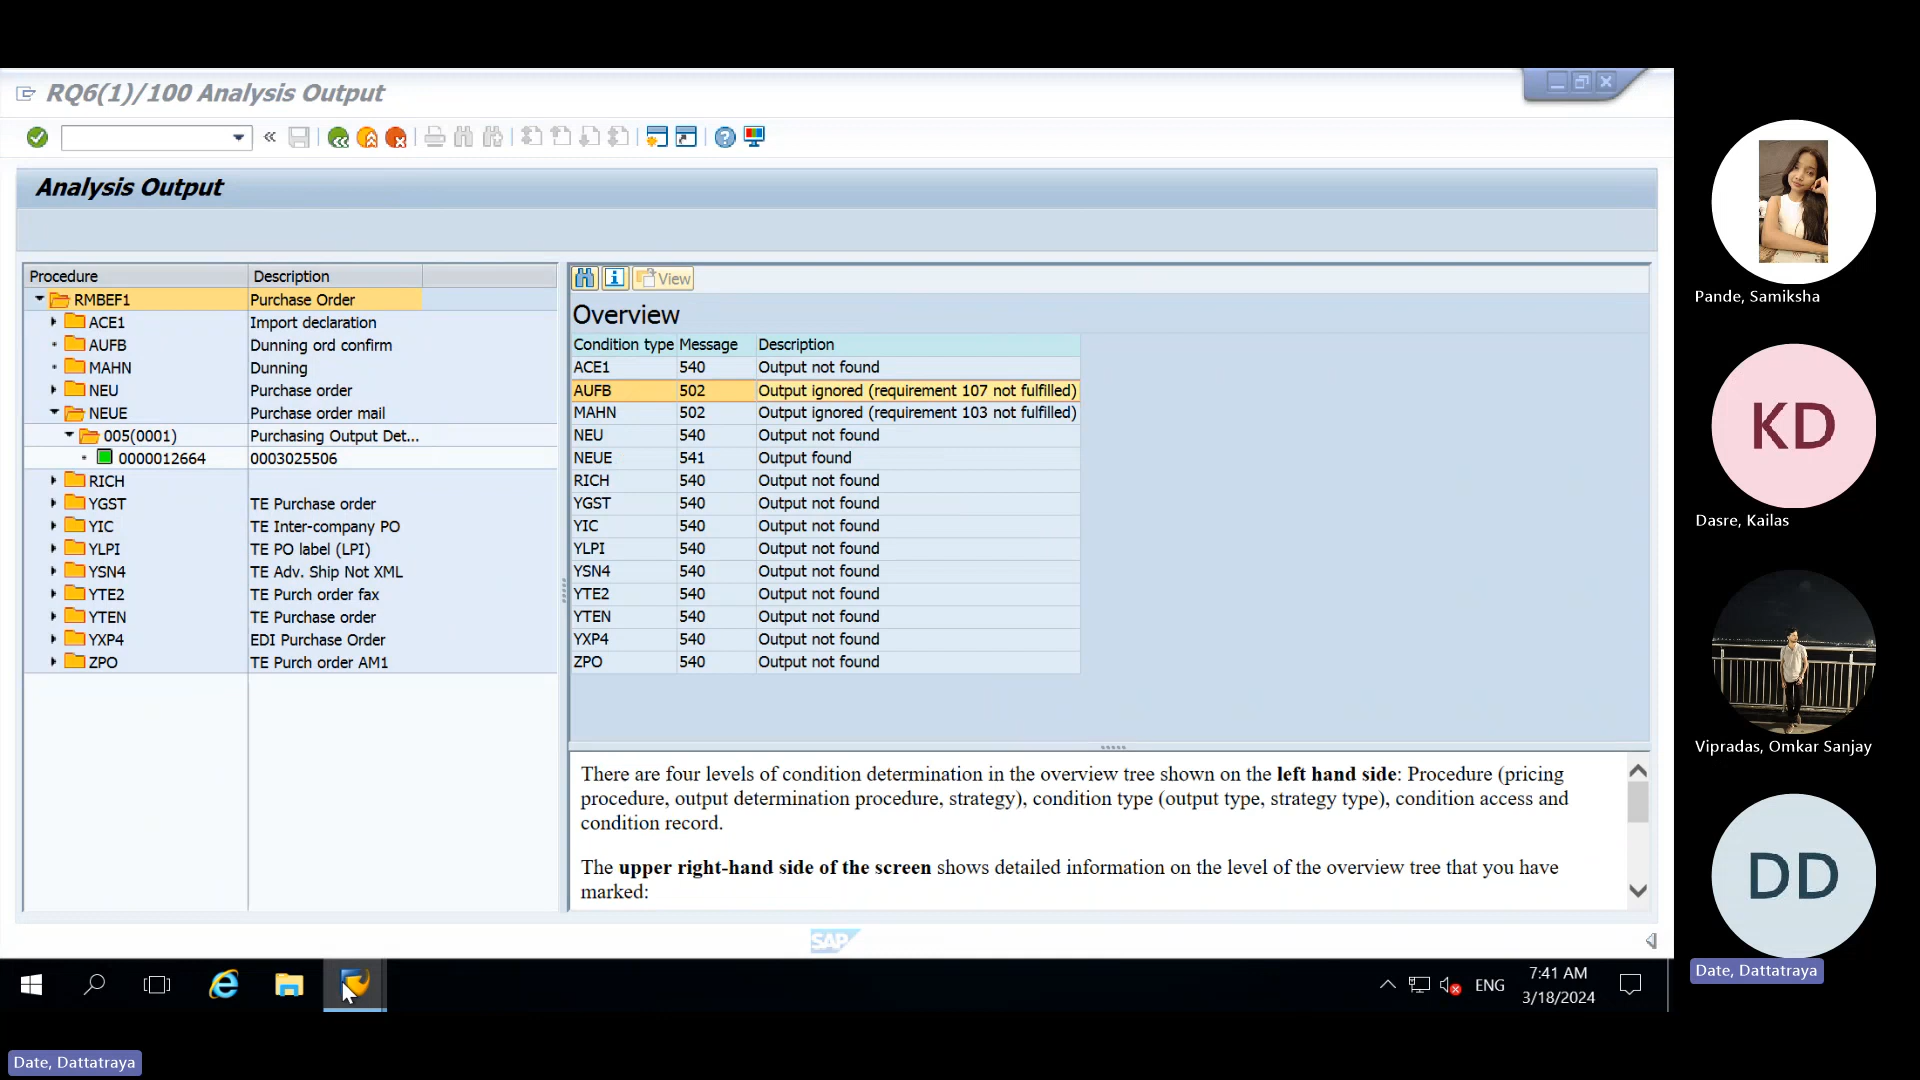 RQ6(1)/100 Analysis Output
Analysis Output
Procedure Description
RMBEF1 Purchase Order
ACE1 Import declaration
AUFB Dunning ord confirm
MAHN Dunning
NEU Purchase order
NEUE Purchase order mail
005(0001) Purchasing Output Det...
0000012664 0003025506
RICH
YGST TE Purchase order
YIC TE Inter-company PO
YLPI TE PO label (LPI)
YSN4 TE Adv. Ship Not XML
YTE2 TE Purch order fax
YTEN TE Purchase order
YXP4 EDI Purchase Order
ZPO TE Purch order AM1
View
Overview
Condition type Message Description
ACE1 540 Output not found
AUFB 502 Output ignored (requirement 107 not fulfilled)
MAHN 502 Output ignored (requirement 103 not fulfilled)
NEU 540 Output not found
NEUE 541 Output found
RICH 540 Output not found
YGST 540 Output not found
YIC 540 Output not found
YLPI 540 Output not found
YSN4 540 Output not found
YTE2 540 Output not found
YTEN 540 Output not found
YXP4 540 Output not found
ZPO 540 Output not found
There are four levels of condition determination in the overview tree shown on the left hand side: Procedure (pricing
procedure, output determination procedure, strategy), condition type (output type, strategy type), condition access and
condition record.
The upper right-hand side of the screen shows detailed information on the level of the overview tree that you have
marked:
SAP
ENG
7:41 AM
3/18/2024
Pande, Samiksha
KD
Dasre, Kailas
Vipradas, Omkar Sanjay
DD
Date, Dattatraya
Date, Dattatraya